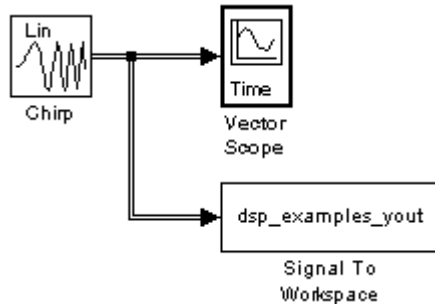 Lin
Chirp
Time
Vector
Scope
dsp_examples_yout
Signal To
Workspace